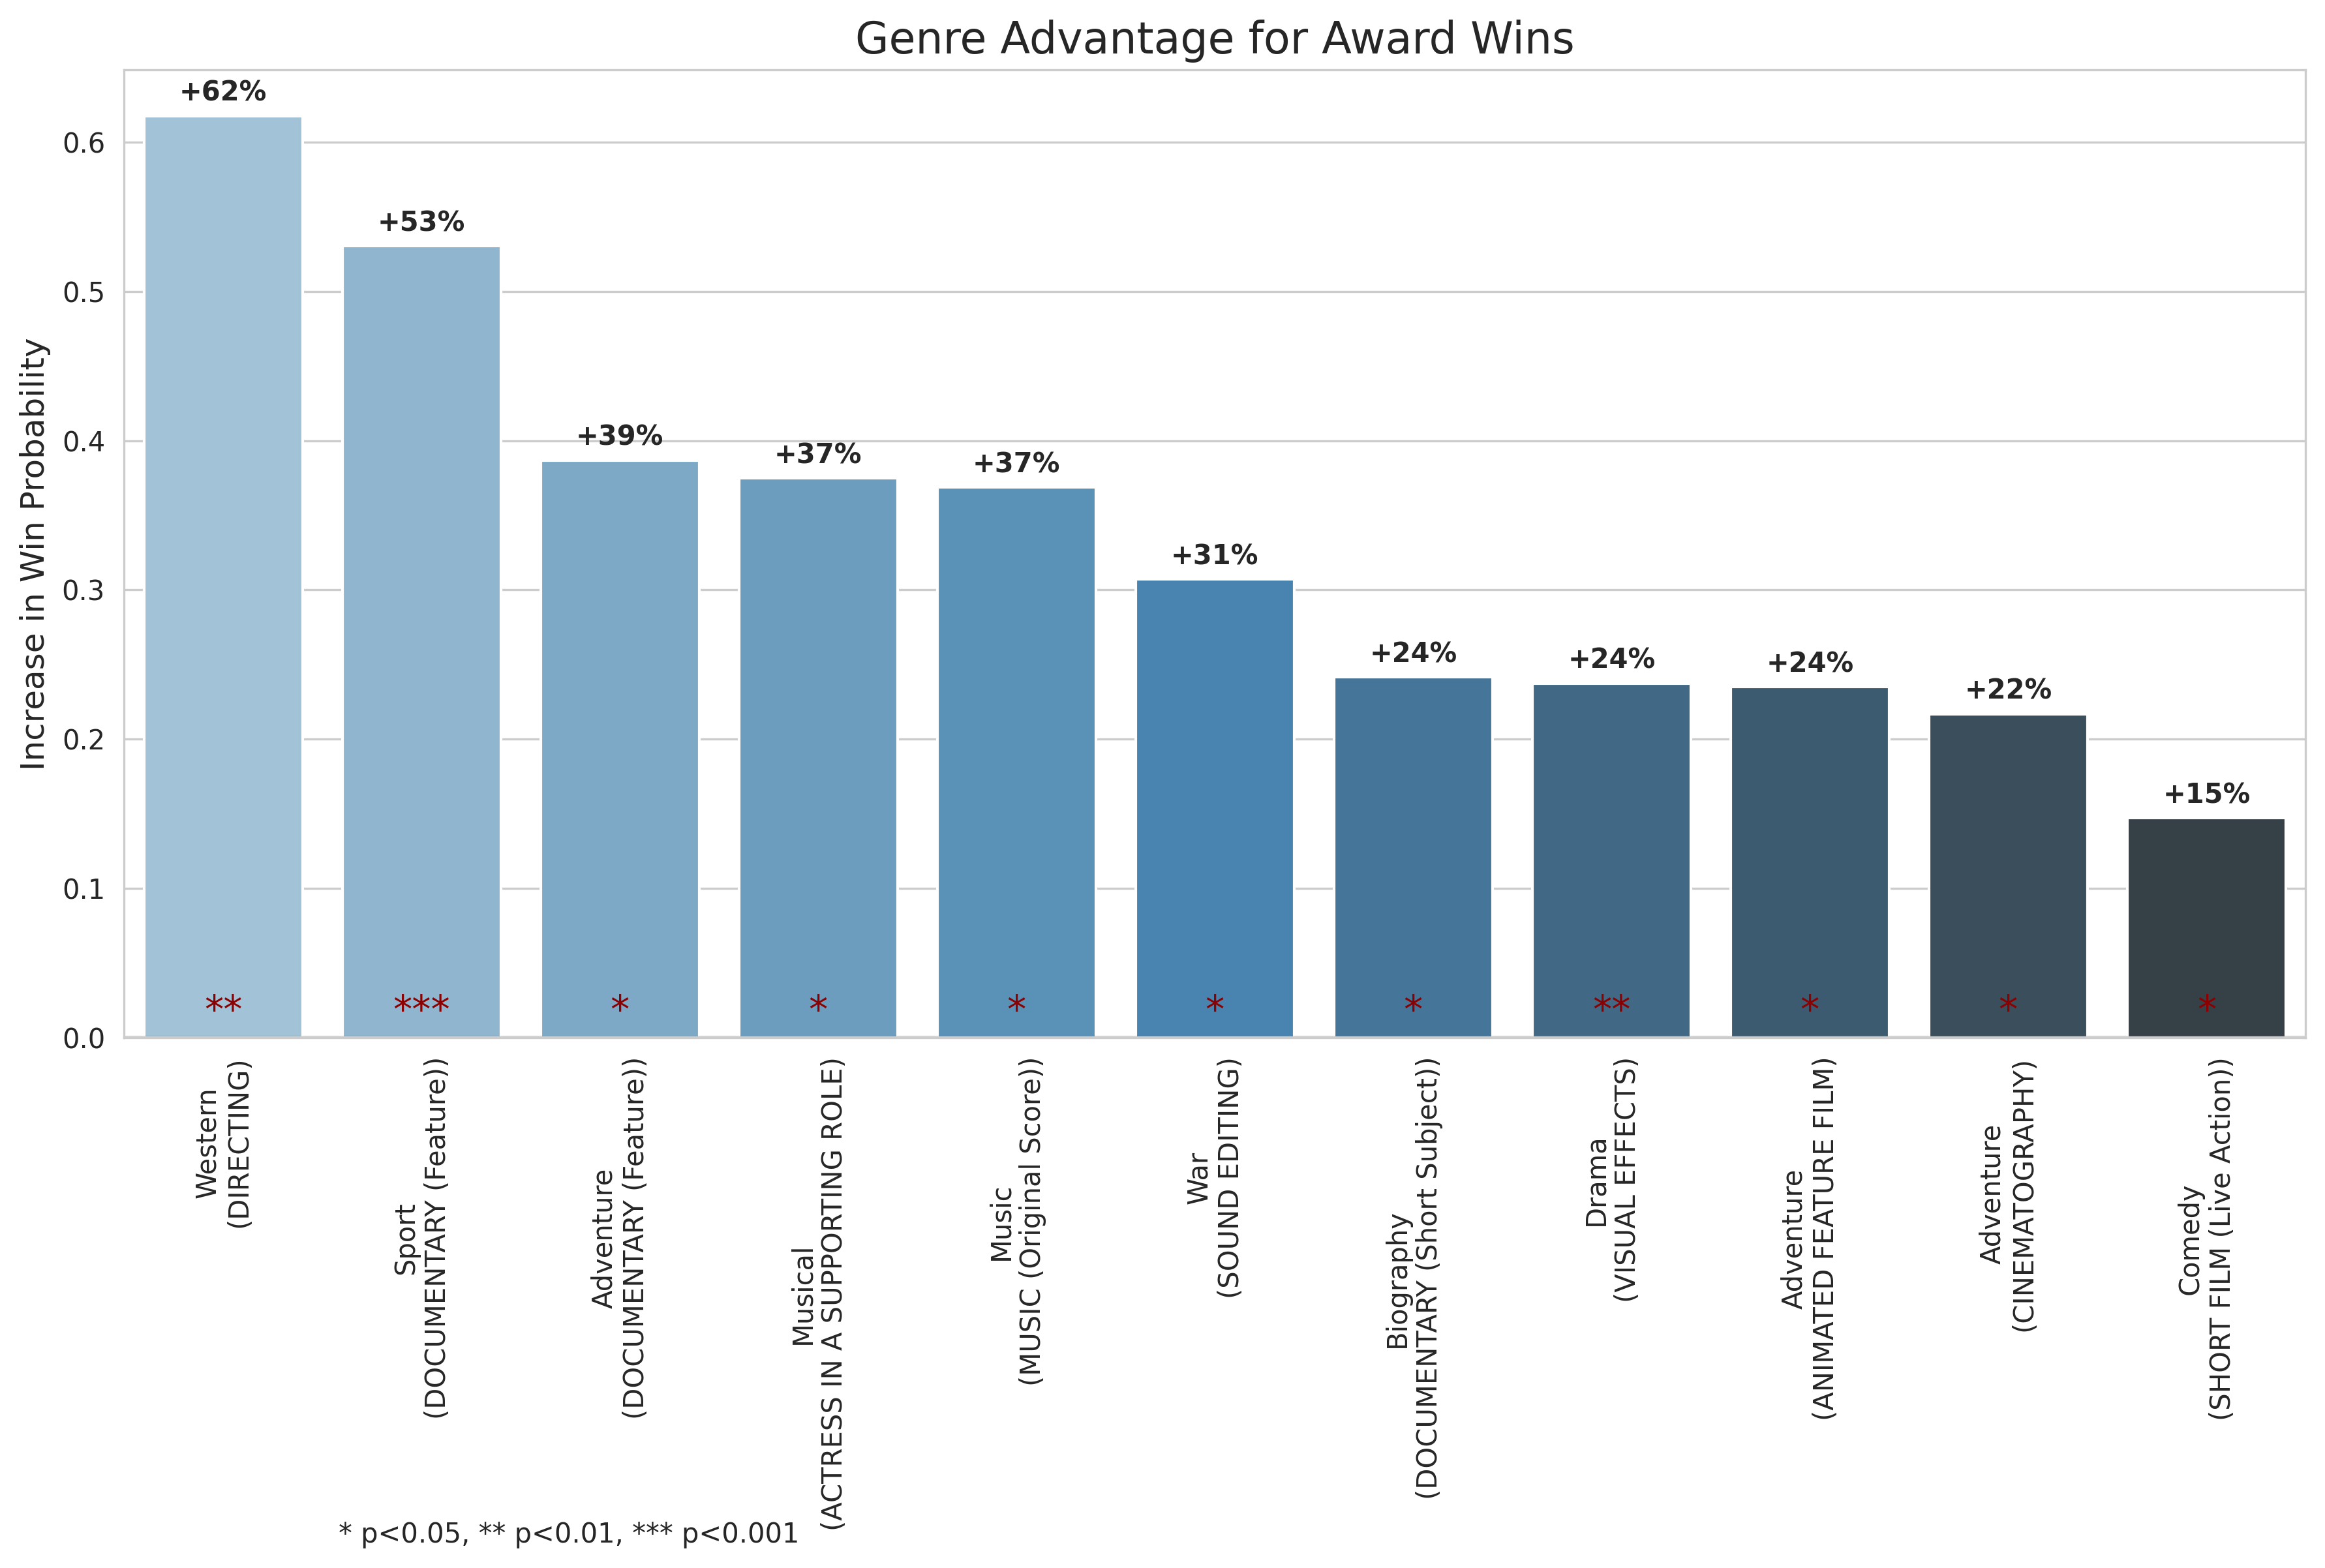 Genre Advantage for Award Wins
Increase in Win Probability
0.6
0.5
0.4
0.3
0.2
0.1
0.0
+62%
+53%
+39%
+37%
+37%
+31%
+24%
+24%
+24%
+22%
+15%
**
***
*
*
*
*
*
**
*
*
*
Western
(DIRECTING)
Sport
(DOCUMENTARY (Feature))
Adventure
(DOCUMENTARY (Feature))
Musical
(ACTRESS IN A SUPPORTING ROLE)
Music
(MUSIC (Original Score))
War
(SOUND EDITING)
Biography
(DOCUMENTARY (Short Subject))
Drama
(VISUAL EFFECTS)
Adventure
(ANIMATED FEATURE FILM)
Adventure
(CINEMATOGRAPHY)
Comedy
(SHORT FILM (Live Action))
* p<0.05, ** p<0.01, *** p<0.001